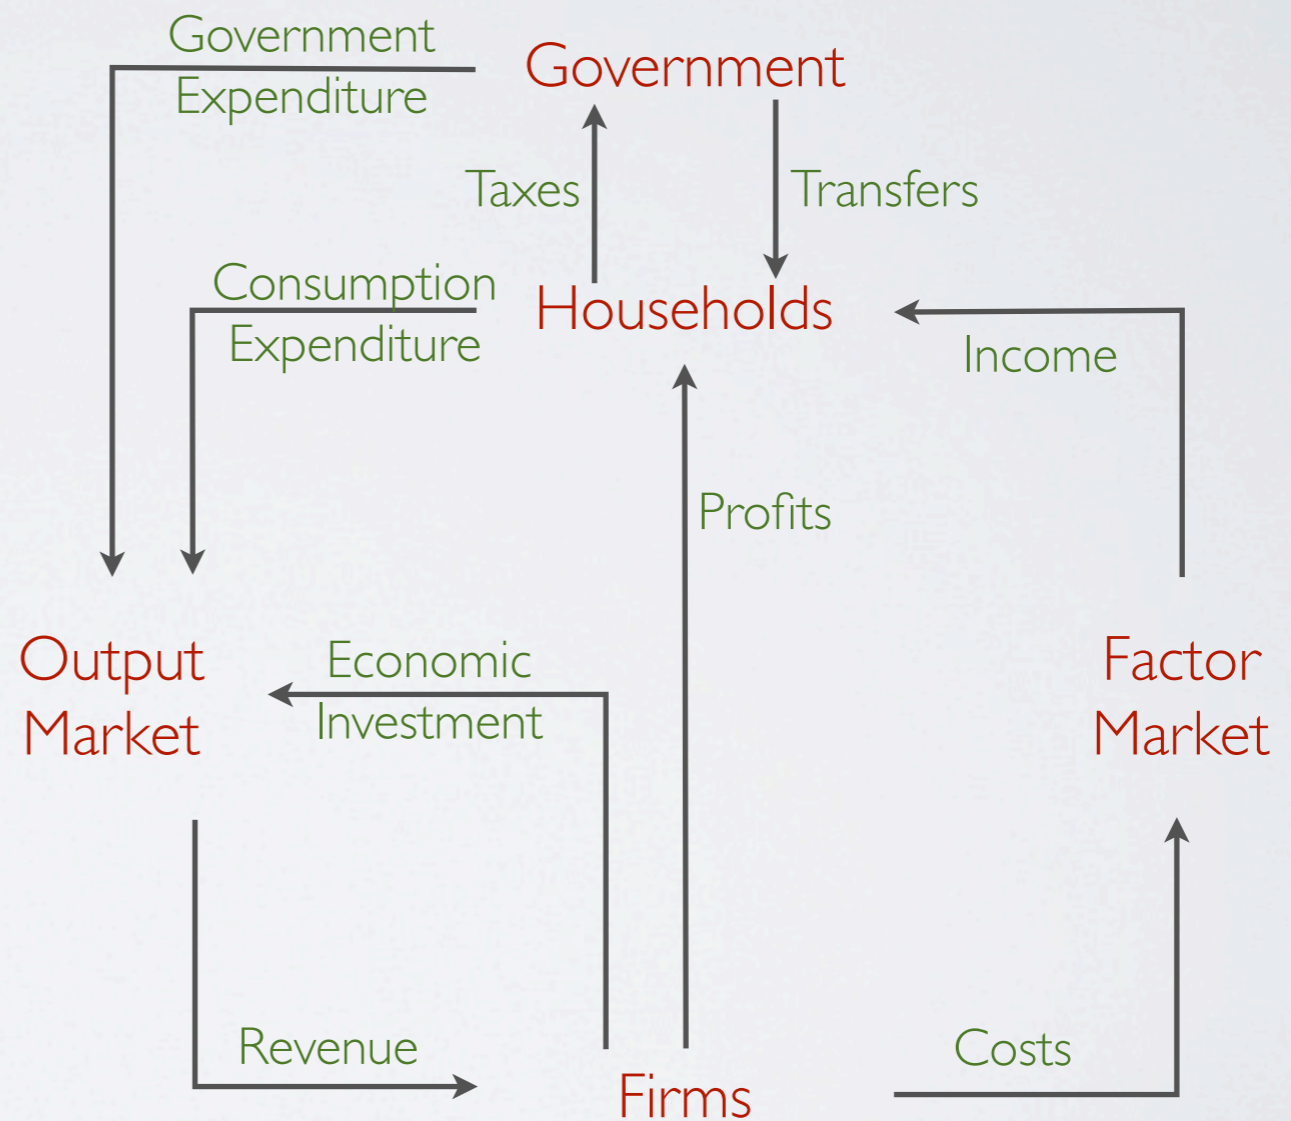 Government
Expenditure
Government
Taxes
Transfers
Consumption
Expenditure
Households
Income
Profits
Output
Market
Economic
Investment
Factor
Market
Revenue
Costs
Firms